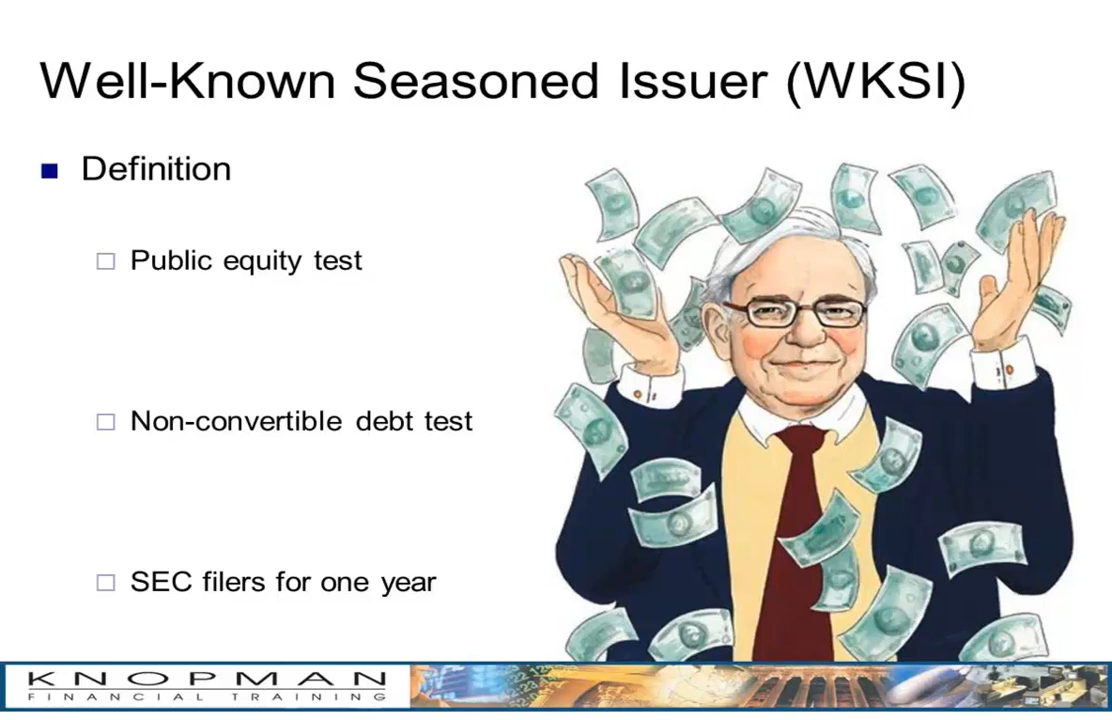 Well-Known Seasoned Issuer (WKSI)
Definition
Public equity test
Non-convertible debt test
SEC filers for one year
KNOPMAN
FINANCIAL TRAINING